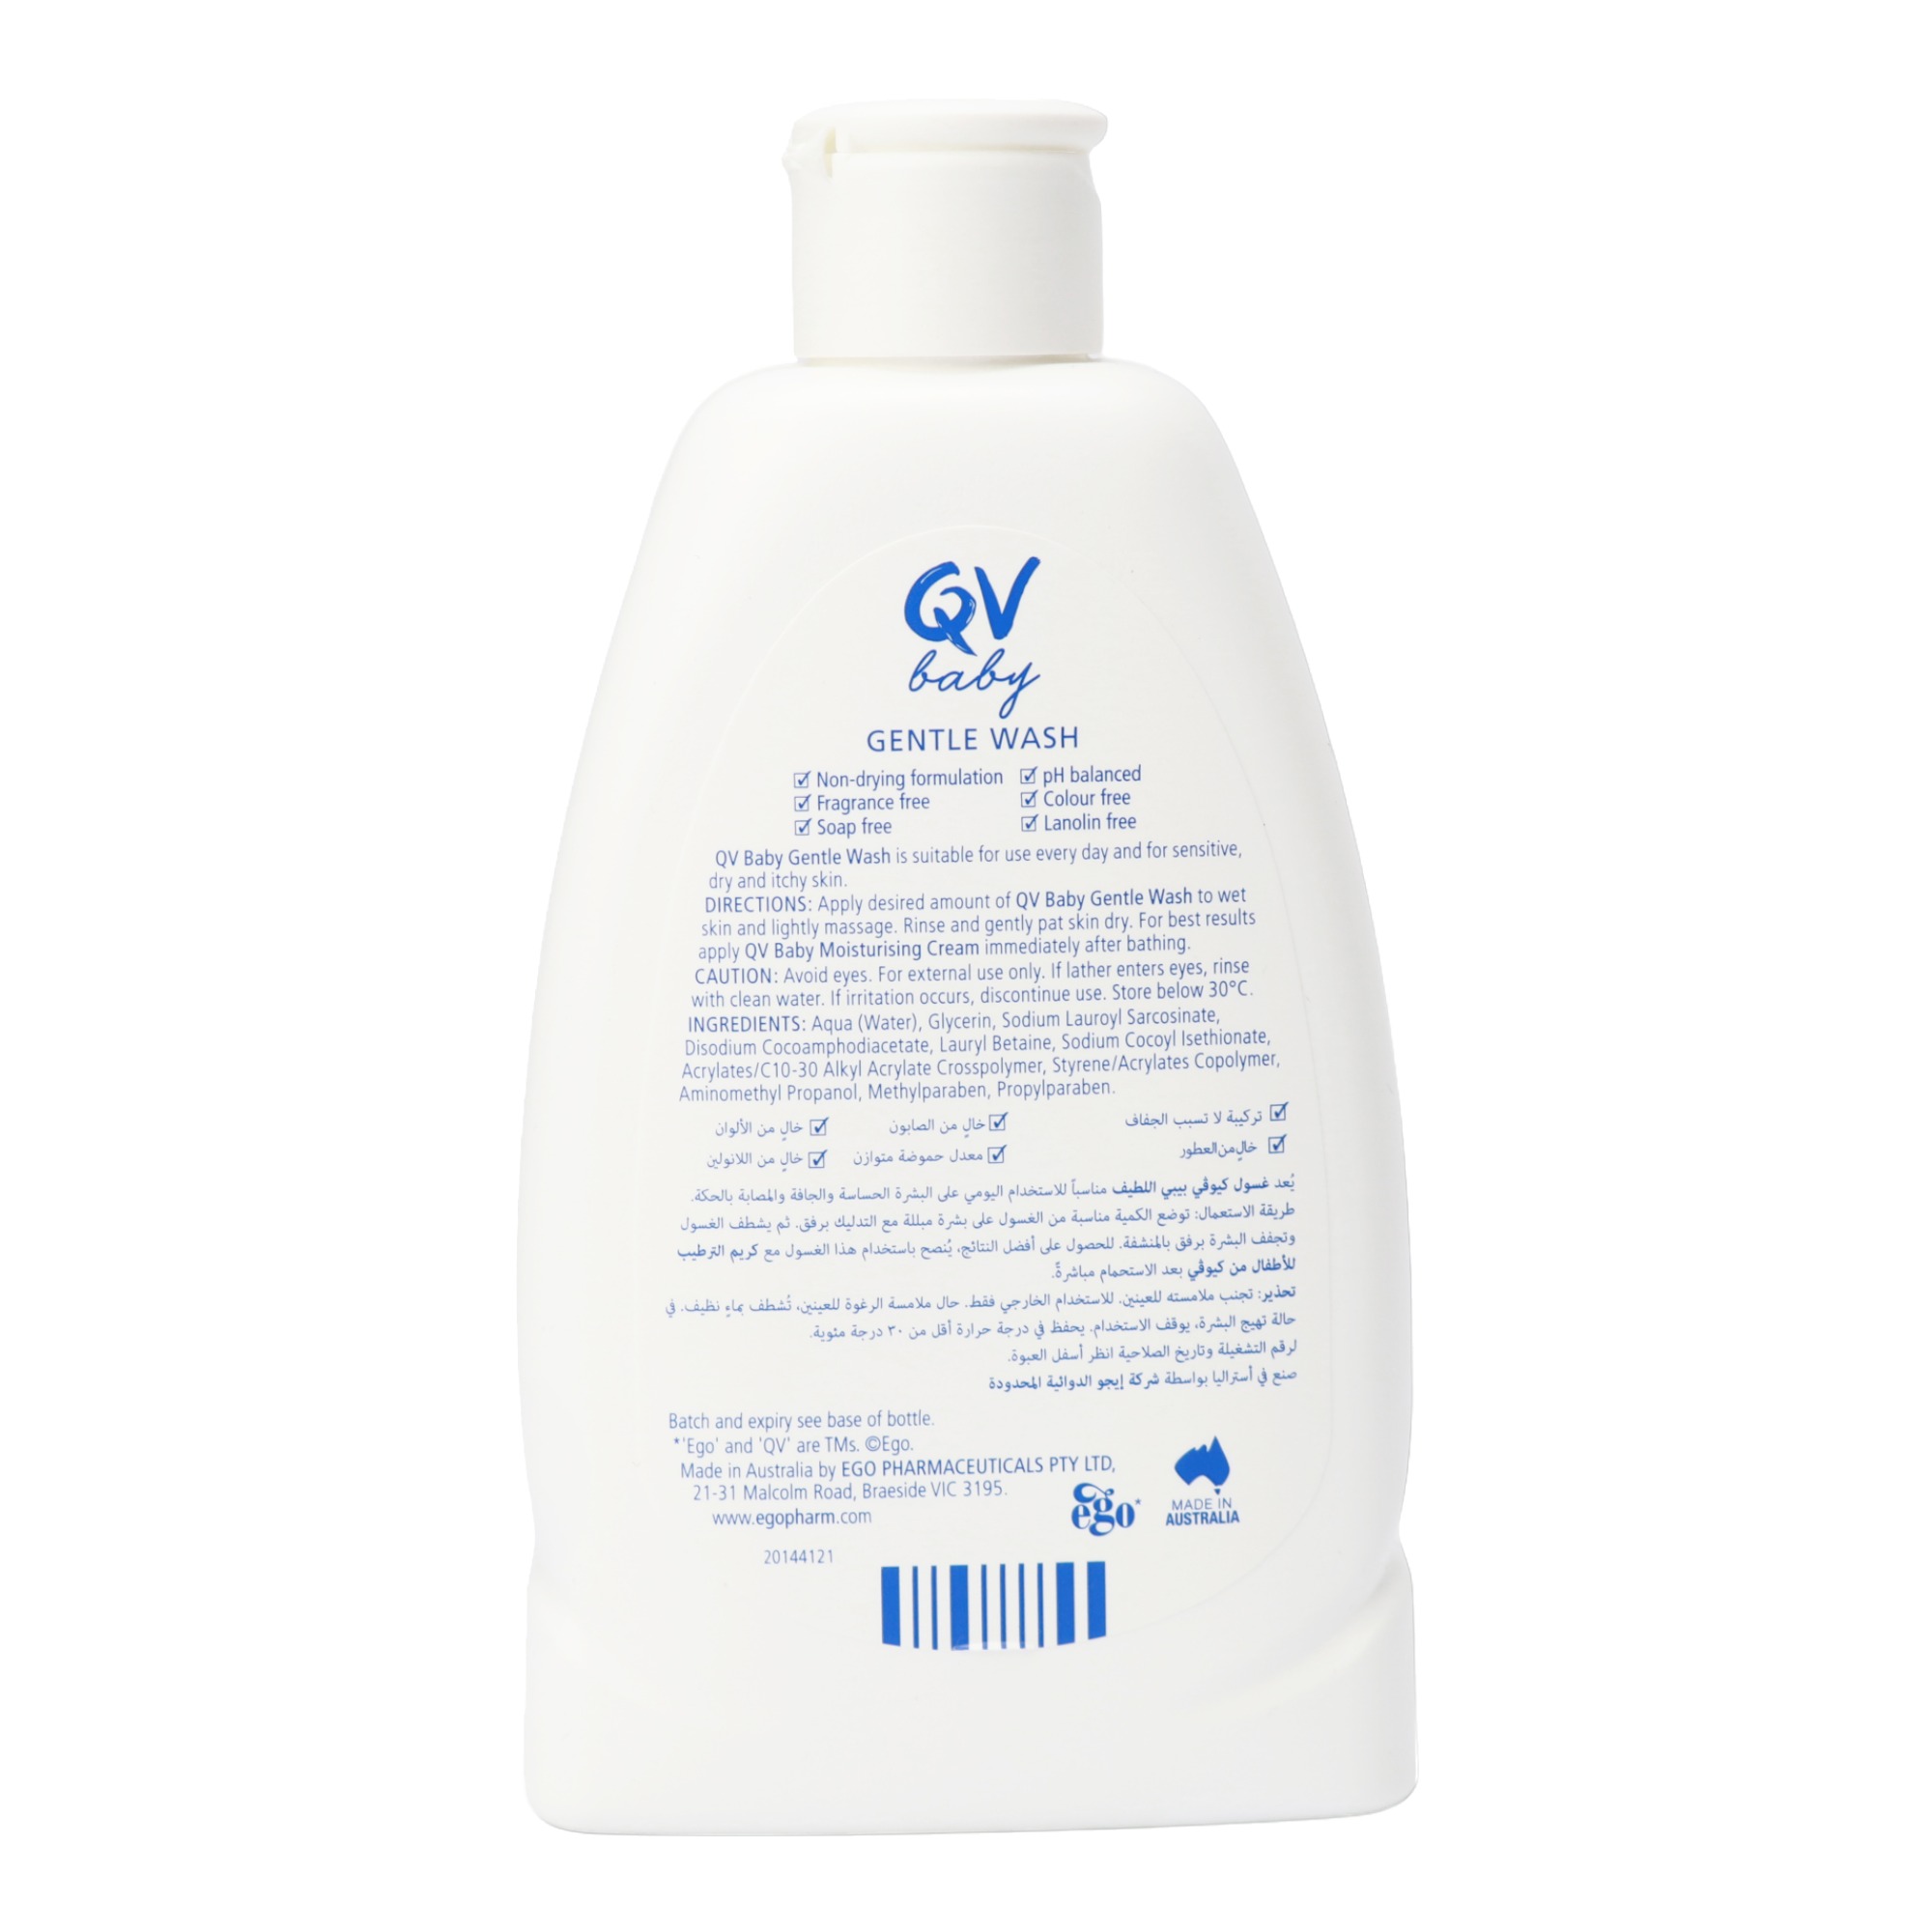 QV
baby
GENTLE WASH
☑ Non-drying formulation ☑ pH balanced
☑ Fragrance free ☑ Colour free
☑ Soap free ☑ Lanolin free
QV Baby Gentle Wash is suitable for use every day and for sensitive,
dry and itchy skin.
DIRECTIONS: Apply desired amount of QV Baby Gentle Wash to wet
skin and lightly massage. Rinse and gently pat skin dry. For best results
apply QV Baby Moisturising Cream immediately after bathing.
CAUTION: Avoid eyes. For external use only. If lather enters eyes, rinse
with clean water. If irritation occurs, discontinue use. Store below 30°C.
INGREDIENTS: Aqua (Water), Glycerin, Sodium Lauroyl Sarcosinate,
Disodium Cocoamphodiacetate, Lauryl Betaine, Sodium Cocoyl Isethionate,
Acrylates/C10-30 Alkyl Acrylate Crosspolymer, Styrene/Acrylates Copolymer,
Aminomethyl Propanol, Methylparaben, Propylparaben.
☑ تركيبة لا تسبب الجفاف ☑ خالٍ من الصابون ☑ خالٍ من الألوان
☑ خالٍ من العطور ☑ معدل حموضة متوازن ☑ خالٍ من اللانولين
يُعد غسول كيوڤي بيبي اللطيف مناسباً للاستخدام اليومي على البشرة الحساسة والجافة والمصابة بالحكة.
طريقة الاستعمال: توضع الكمية مناسبة من الغسول على بشرة مبللة مع التدليك برفق. ثم يشطف الغسول
وتجفف البشرة برفق بالمنشفة. للحصول على أفضل النتائج، يُنصح باستخدام هذا الغسول مع كريم الترطيب
للأطفال من كيوڤي بعد الاستحمام مباشرةً.
تحذير: تجنب ملامسته للعينين. للاستخدام الخارجي فقط. حال ملامسة الرغوة للعينين، تُشطف بماءٍ نظيف. في
حالة تهيج البشرة، يوقف الاستخدام. يحفظ في درجة حرارة أقل من ٣٠ درجة مئوية.
لرقم التشغيلة وتاريخ الصلاحية انظر أسفل العبوة.
صنع في أستراليا بواسطة شركة إيجو الدوائية المحدودة
Batch and expiry see base of bottle.
*'Ego' and 'QV' are TMs. ©Ego.
Made in Australia by EGO PHARMACEUTICALS PTY LTD,
21-31 Malcolm Road, Braeside VIC 3195.
www.egopharm.com
ego*
MADE IN
AUSTRALIA
20144121